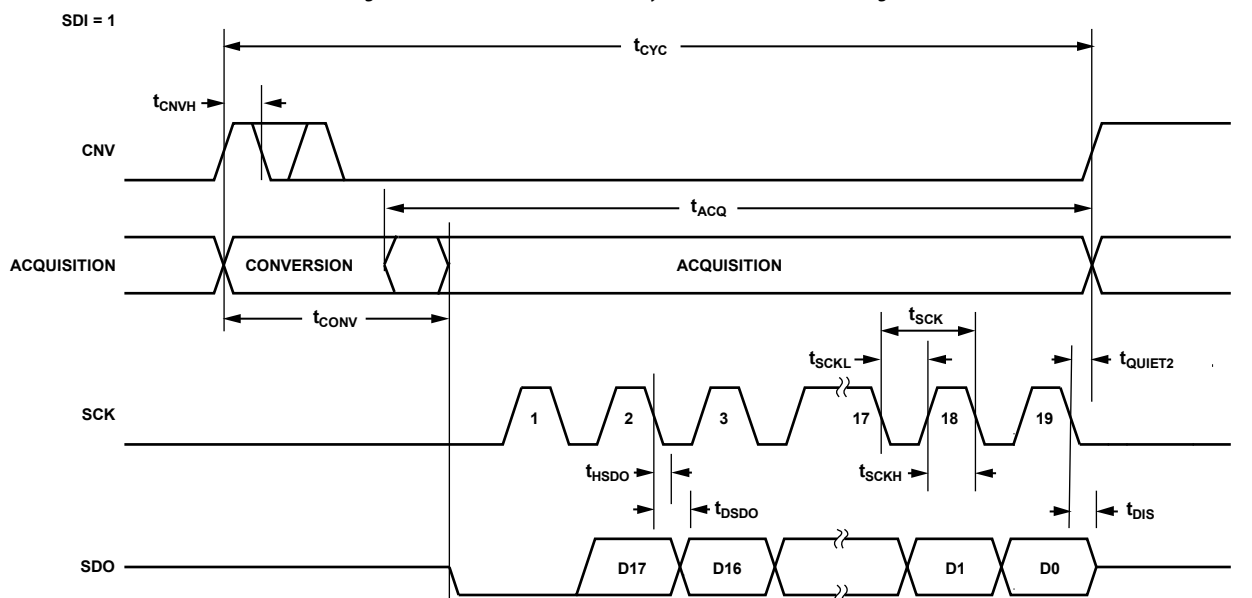 SDI = 1
tCYC
tCNVH
CNV
tACQ
ACQUISITION
CONVERSION
ACQUISITION
tCONV
tSCK
tSCKL
tQUIET2
SCK
1
2
3
17
18
19
tHSDO
tSCKH
tDSDO
tDIS
SDO
D17
D16
D1
D0